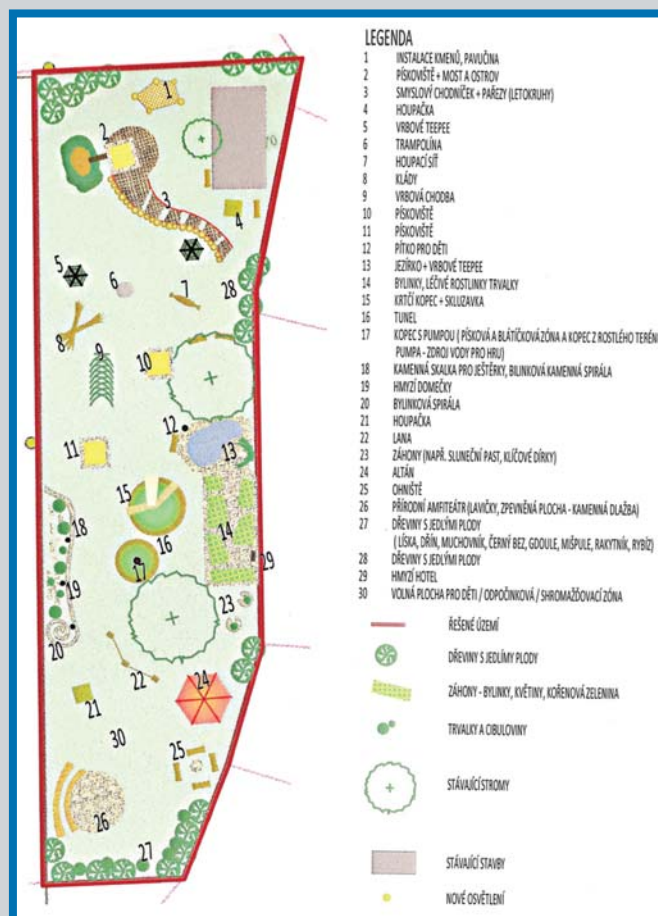 LEGENDA
1 INSTALACE KMENŮ, PAVUČINA
2 PÍSKOVIŠTĚ + MOST A OSTROV
3 SMYSLOVÝ CHODNÍČEK + PAŘEZY (LETOKRUHY)
4 HOUPAČKA
5 VRBOVÉ TEEPEE
6 TRAMPOLÍNA
7 HOUPACÍ SÍŤ
8 KLÁDY
9 VRBOVÁ CHODBA
10 PÍSKOVIŠTĚ
11 PÍSKOVIŠTĚ
12 PÍTKO PRO DĚTI
13 JEZÍRKO + VRBOVÉ TEEPEE
14 BYLINKY, LÉČIVÉ ROSTLINKY TRVALKY
15 KRTČÍ KOPEC + SKLUZAVKA
16 TUNEL
17 KOPEC S PUMPOU ( PÍSKOVÁ A BLÁTÍČKOVÁ ZÓNA A KOPEC Z ROSTLÉHO TERÉN
PUMPA - ZDROJ VODY PRO HRU)
18 KAMENNÁ SKALKA PRO JEŠTĚRKY, BILINKOVÁ KAMENNÁ SPIRÁLA
19 HMYZÍ DOMEČKY
20 BYLINKOVÁ SPIRÁLA
21 HOUPAČKA
22 LANA
23 ZÁHONY (NAPŘ. SLUNEČNÍ PAST, KLÍČOVÉ DÍRKY)
24 ALTÁN
25 OHNIŠTĚ
26 PŘÍRODNÍ AMFITEÁTR (LAVIČKY, ZPEVNĚNÁ PLOCHA - KAMENNÁ DLAŽBA)
27 DŘEVINY S JEDLÝMI PLODY
( LÍSKA, DŘÍN, MUCHOVNÍK, ČERNÝ BEZ, GDOULE, MIŠPULE, RAKYTNÍK, RYBÍZ)
28 DŘEVINY S JEDLÝMI PLODY
29 HMYZÍ HOTEL
30 VOLNÁ PLOCHA PRO DĚTI / ODPOČINKOVÁ / SHROMAŽĎOVACÍ ZÓNA
ŘEŠENÉ ÚZEMÍ
DŘEVINY S JEDLÍMY PLODY
ZÁHONY - BYLINKY, KVĚTINY, KOŘENOVÁ ZELENINA
TRVALKY A CIBULOVINY
STÁVAJÍCÍ STROMY
STÁVAJÍCÍ STAVBY
NOVÉ OSVĚTLENÍ
1
2
3
4
5
6
7
28
8
9
10
12
11
13
15
14
18
16
17
29
19
23
20
22
24
21
30
25
26
27